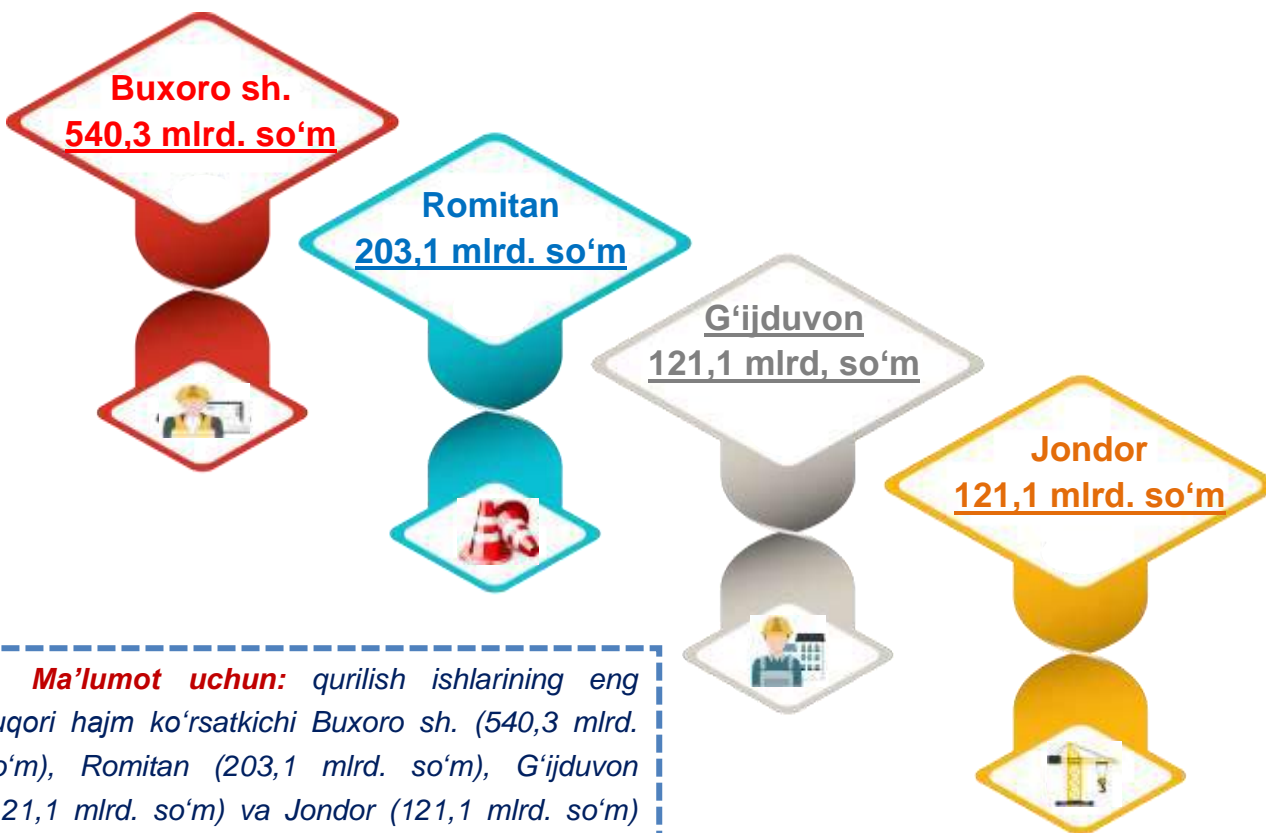 Buxoro sh.
540,3 mlrd. so‘m
Romitan
203,1 mlrd. so‘m
G‘ijduvon
121,1 mlrd, so‘m
Jondor
121,1 mlrd. so‘m
Ma’lumot uchun: qurilish ishlarining eng
uqori hajm ko‘rsatkichi Buxoro sh. (540,3 mlrd.
o‘m), Romitan (203,1 mlrd. so‘m), G‘ijduvon
21,1 mlrd. so‘m) va Jondor (121,1 mlrd. so‘m)